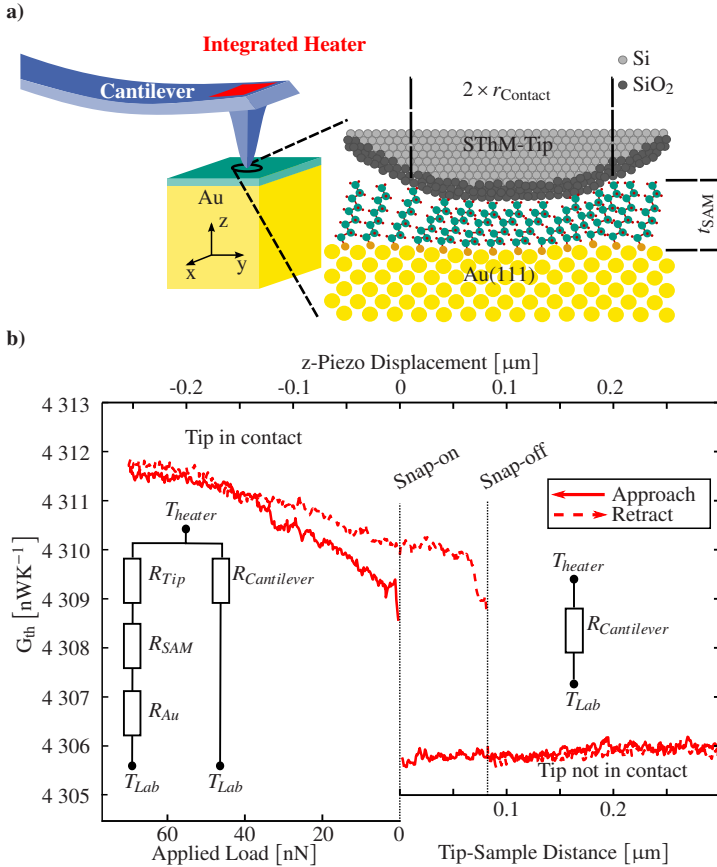 a)
Integrated Heater
Cantilever
Si
SiO2
2 × rContact
SThM-Tip
Au
z
y
x
tSAM
Au(111)
b)
z-Piezo Displacement [µm]
-0.2 -0.1 0 0.1 0.2
4 313
4 312
4 311
4 310
4 309
4 308
4 307
4 306
4 305
Gth [nWK−1]
Tip in contact
Snap-on
Snap-off
Approach
Retract
Theater
RTip
RCantilever
RSAM
RAu
TLab
TLab
Theater
RCantilever
TLab
Tip not in contact
60 40 20 0 0.1 0.2
Applied Load [nN] Tip-Sample Distance [µm]